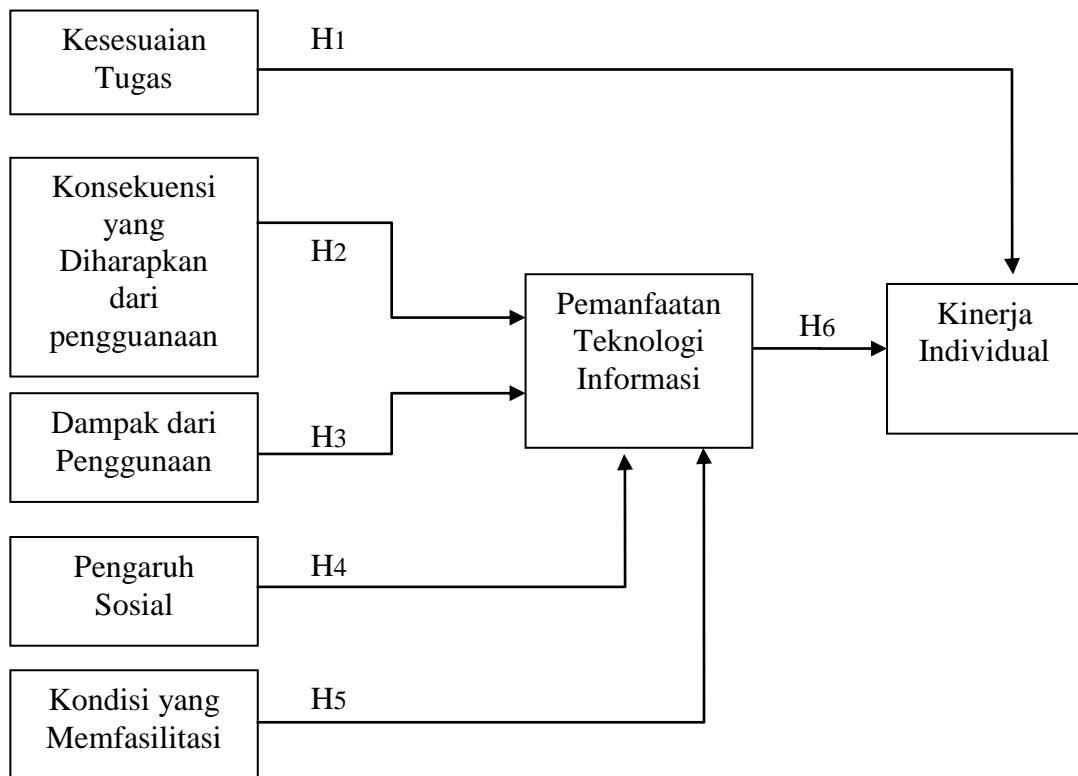 Kesesuaian
Tugas
H1
Konsekuensi
yang
Diharapkan
dari
pengguanaan
H2
Dampak dari
Penggunaan
H3
Pengaruh
Sosial
H4
Kondisi yang
Memfasilitasi
H5
Pemanfaatan
Teknologi
Informasi
H6
Kinerja
Individual